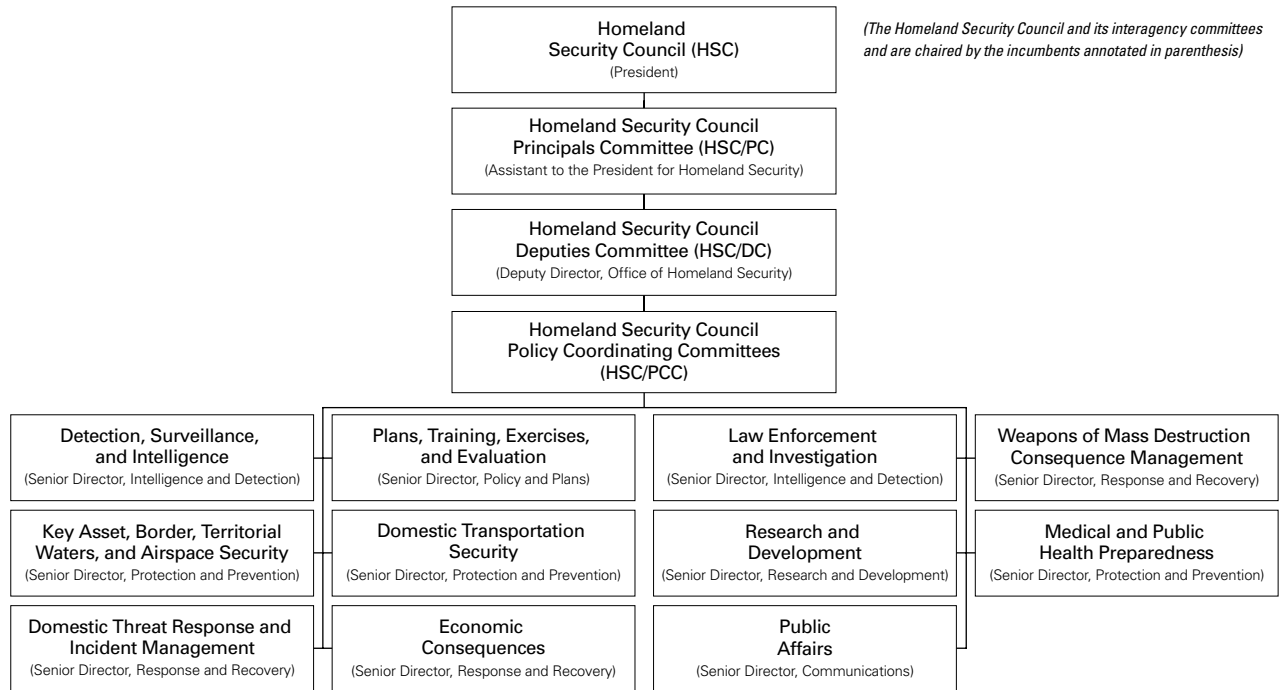 Homeland
Security Council (HSC)
(President)
(The Homeland Security Council and its interagency committees
and are chaired by the incumbents annotated in parenthesis)
Homeland Security Council
Principals Committee (HSC/PC)
(Assistant to the President for Homeland Security)
Homeland Security Council
Deputies Committee (HSC/DC)
(Deputy Director, Office of Homeland Security)
Homeland Security Council
Policy Coordinating Committees
(HSC/PCC)
Detection, Surveillance,
and Intelligence
(Senior Director, Intelligence and Detection)
Plans, Training, Exercises,
and Evaluation
(Senior Director, Policy and Plans)
Law Enforcement
and Investigation
(Senior Director, Intelligence and Detection)
Weapons of Mass Destruction
Consequence Management
(Senior Director, Response and Recovery)
Key Asset, Border, Territorial
Waters, and Airspace Security
(Senior Director, Protection and Prevention)
Domestic Transportation
Security
(Senior Director, Protection and Prevention)
Research and
Development
(Senior Director, Research and Development)
Medical and Public
Health Preparedness
(Senior Director, Protection and Prevention)
Domestic Threat Response and
Incident Management
(Senior Director, Response and Recovery)
Economic
Consequences
(Senior Director, Response and Recovery)
Public
Affairs
(Senior Director, Communications)